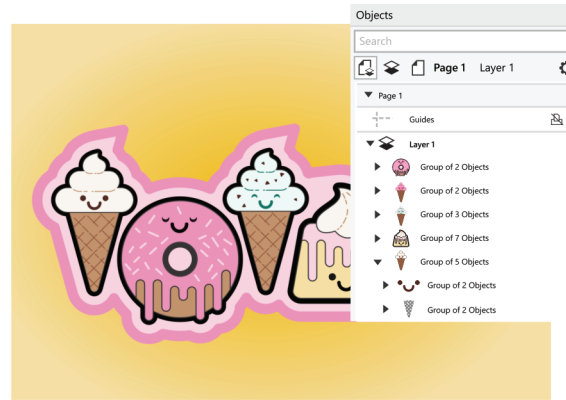 Objects
Search
Page 1 Layer 1
Page 1
Guides
Layer 1
Group of 2 Objects
Group of 2 Objects
Group of 3 Objects
Group of 7 Objects
Group of 5 Objects
Group of 2 Objects
Group of 2 Objects